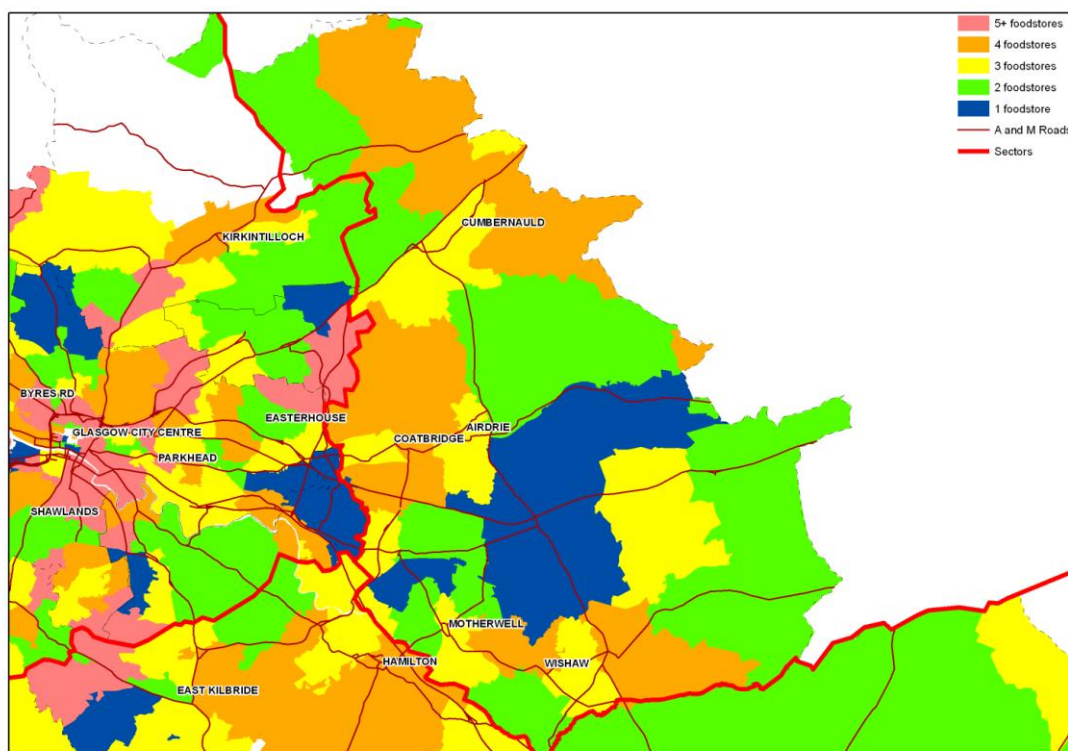 5+ foodstores
4 foodstores
3 foodstores
2 foodstores
1 foodstore
A and M Roads
Sectors
CUMBERNAULD
KIRKINTILLOCH
BYRES RD
EASTERHOUSE
AIRDRIE
GLASGOW CITY CENTRE
COATBRIDGE
PARKHEAD
SHAWLANDS
MOTHERWELL
HAMILTON
WISHAW
EAST KILBRIDE